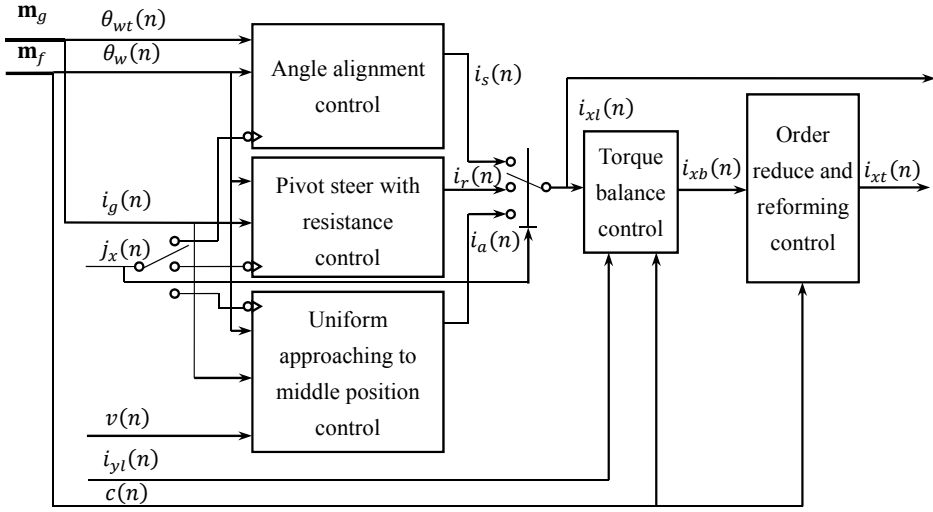 𝐦_g
θ_wt(n)
𝐦_f
θ_w(n)
Angle alignment
control
i_s(n)
i_xl(n)
Pivot steer with
resistance
control
i_r(n)
Torque
balance
control
i_xb(n)
Order
reduce and
reforming
control
i_xt(n)
i_g(n)
j_x(n)
i_a(n)
Uniform
approaching to
middle position
control
v(n)
i_yl(n)
c(n)